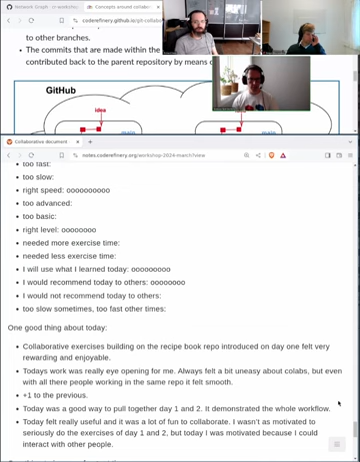 Network Graph · cr-workshop
Concepts around collabor
coderefinery.github.io/git-collab
to other branches.
The commits that are made within the
contributed back to the parent repository by means
GitHub
idea
main
idea
main
Collaborative document -
notes.coderefinery.org/workshop-2024-march?view
too fast:
too slow:
right speed: oooooooooo
too advanced:
too basic:
right level: oooooooo
needed more exercise time:
needed less exercise time:
I will use what I learned today: ooooooooo
I would recommend today to others: oooooooo
I would not recommend today to others:
too slow sometimes, too fast other times:
One good thing about today:
Collaborative exercises building on the recipe book repo introduced on day one felt very
rewarding and enjoyable.
Todays work was really eye opening for me. Always felt a bit uneasy about colabs, but even
with all there people working in the same repo it felt smooth.
+1 to the previous.
Today was a good way to pull together day 1 and 2. It demonstrated the whole workflow.
Today felt really useful and it was a lot of fun to collaborate. I wasn't as motivated to
seriously do the exercises of day 1 and 2, but today I was motivated because I could
interact with other people.